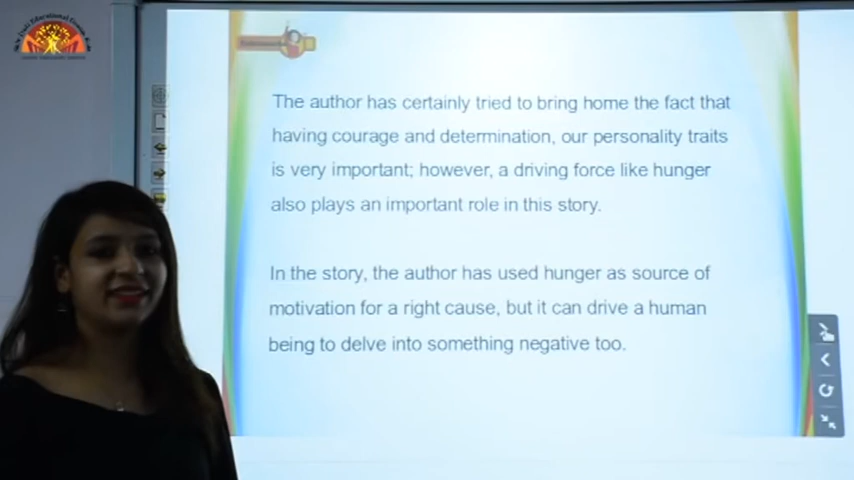 The author has certainly tried to bring home the fact that
having courage and determination, our personality traits
is very important; however, a driving force like hunger
also plays an important role in this story.
In the story, the author has used hunger as source of
motivation for a right cause, but it can drive a human
being to delve into something negative too.